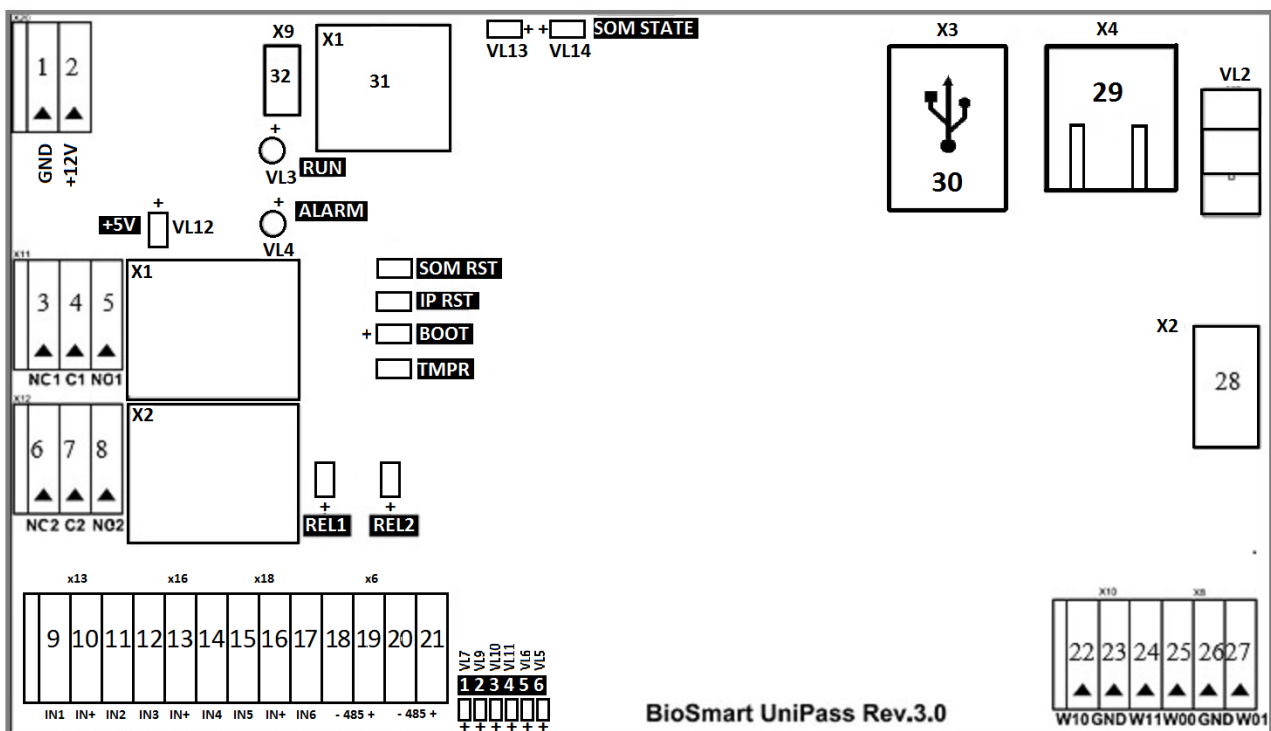 X20
1 2
GND
+12V
X9
32
+
VL3
RUN
X1
31
VL13
+ +
VL14
SOM STATE
X3
30
X4
29
VL2
+5V
+
VL12
+
ALARM
VL4
X11
3 4 5
NC1 C1 NO1
X1
SOM RST
IP RST
+ BOOT
TMPR
X2
28
X12
6 7 8
NC2 C2 NO2
X2
+ +
REL1 REL2
x13 x16 x18 x6
9 10 11 12 13 14 15 16 17 18 19 20 21
IN1 IN+ IN2 IN3 IN+ IN4 IN5 IN+ IN6 - 485 + - 485 +
VL7 VL9 VL10 VL11 VL6 VL5
1 2 3 4 5 6
+ + + + + +
BioSmart UniPass Rev.3.0
X10 X8
22 23 24 25 26 27
W10 GND W11 W00 GND W01